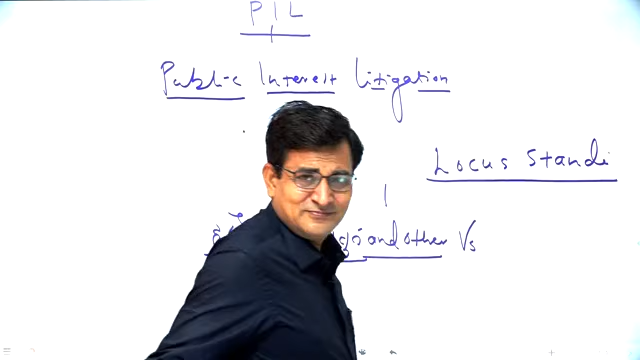 PIL
Public Interest Litigation
Locus Standi
and other Vs